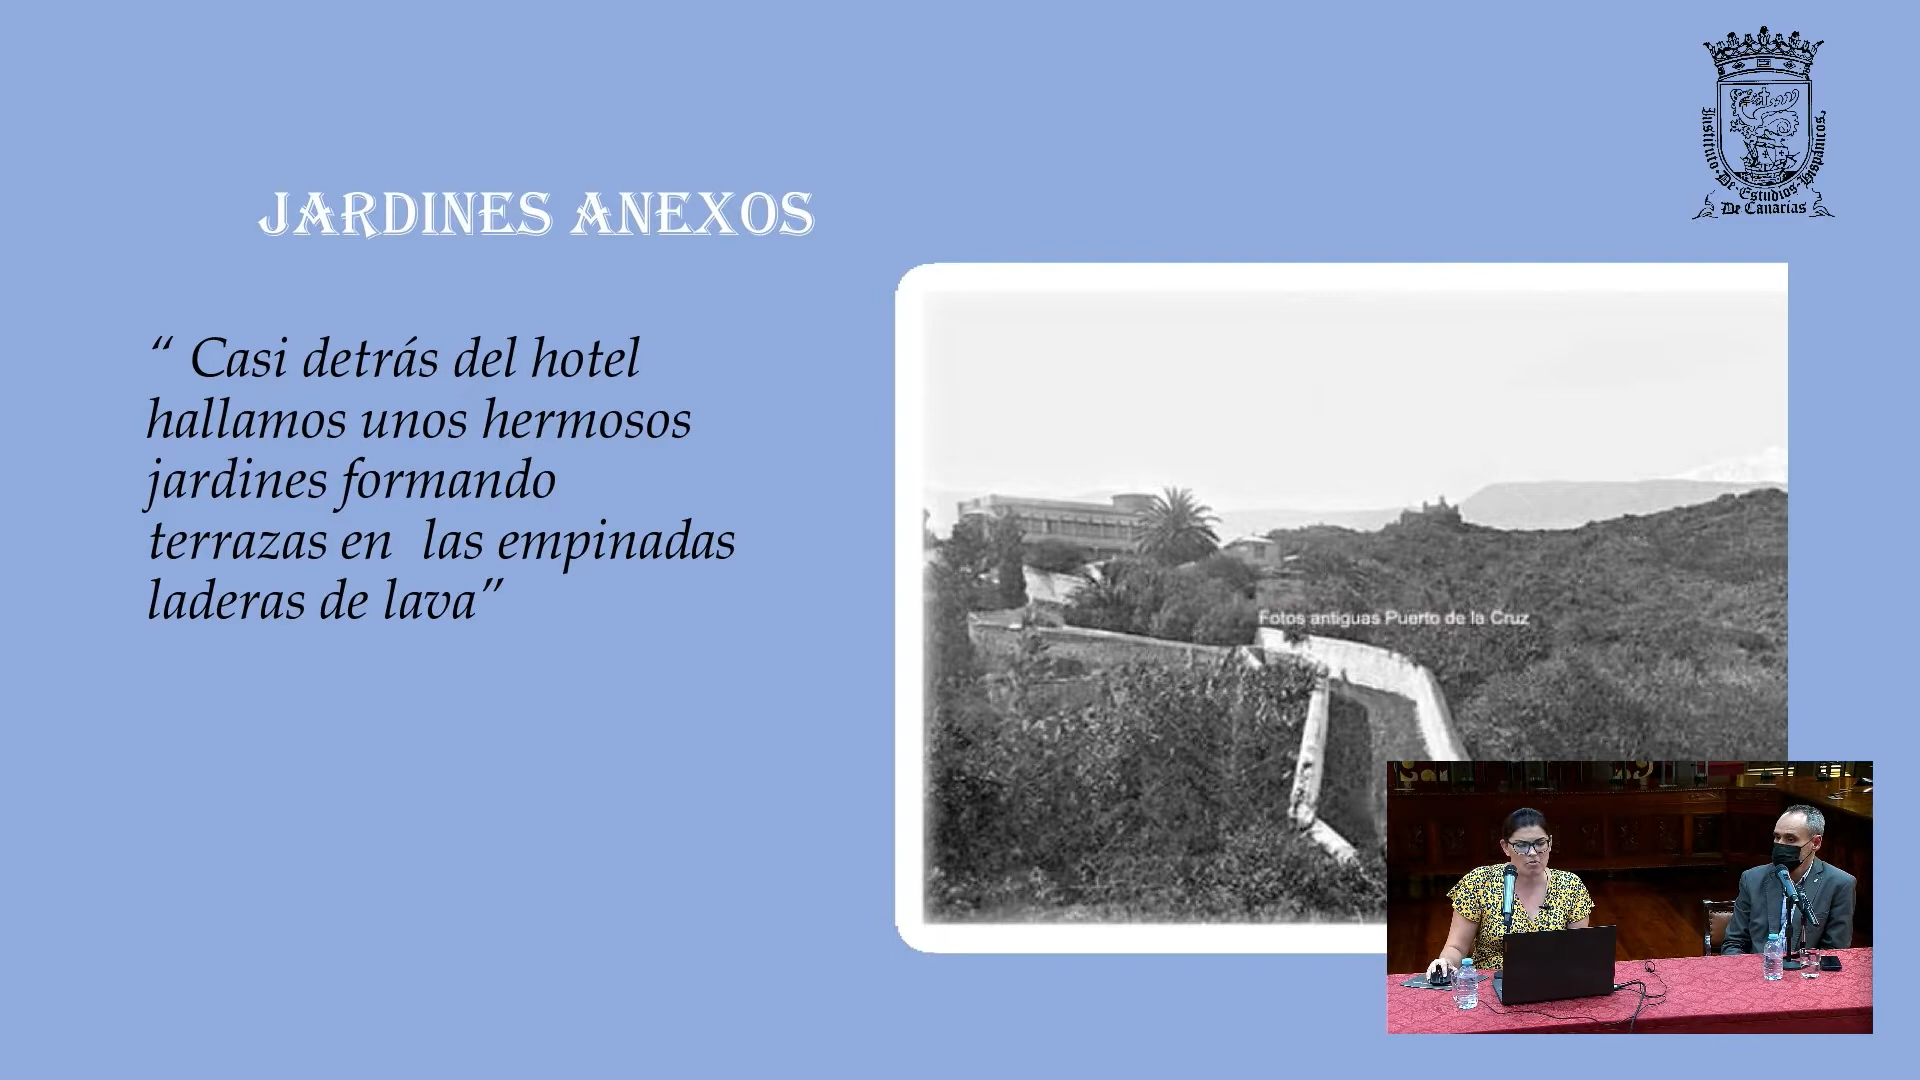 Instituto de Estudios Hispánicos
De Canarias
JARDINES ANEXOS
“ Casi detrás del hotel
hallamos unos hermosos
jardines formando
terrazas en  las empinadas
laderas de lava”
Fotos antiguas Puerto de la Cruz